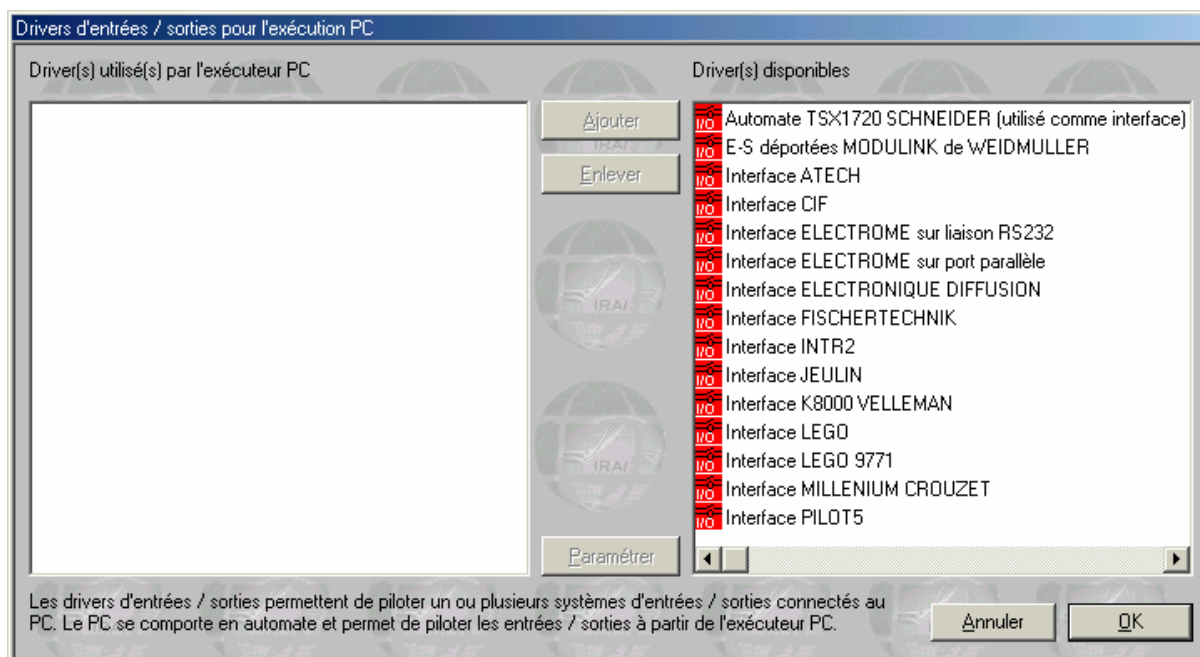 Drivers d'entrées / sorties pour l'exécution PC
Driver(s) utilisé(s) par l'exécuteur PC
Driver(s) disponibles
Ajouter
Enlever
Paramétrer
Automate TSX1720 SCHNEIDER (utilisé comme interface)
E-S déportées MODULINK de WEIDMULLER
Interface ATECH
Interface CIF
Interface ELECTROME sur liaison RS232
Interface ELECTROME sur port parallèle
Interface ELECTRONIQUE DIFFUSION
Interface FISCHERTECHNIK
Interface INTR2
Interface JEULIN
Interface K8000 VELLEMAN
Interface LEGO
Interface LEGO 9771
Interface MILLENIUM CROUZET
Interface PILOT5
Les drivers d'entrées / sorties permettent de piloter un ou plusieurs systèmes d'entrées / sorties connectés au
PC. Le PC se comporte en automate et permet de piloter les entrées / sorties à partir de l'exécuteur PC.
Annuler
OK